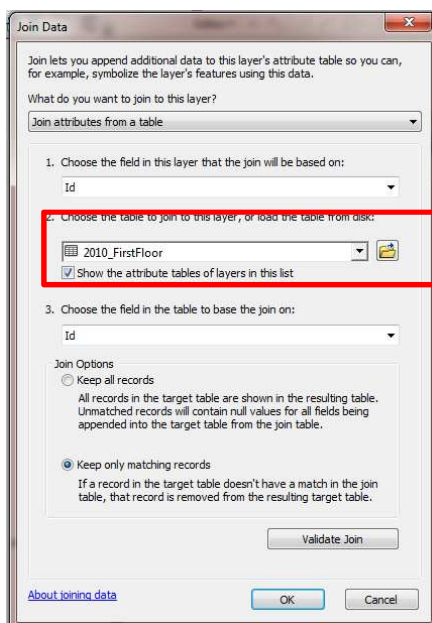 Join Data
Join lets you append additional data to this layer's attribute table so you can,
for example, symbolize the layer's features using this data.
What do you want to join to this layer?
Join attributes from a table
1. Choose the field in this layer that the join will be based on:
Id
2. Choose the table to join to this layer, or load the table from disk:
2010_FirstFloor
Show the attribute tables of layers in this list
3. Choose the field in the table to base the join on:
Id
Join Options
Keep all records
All records in the target table are shown in the resulting table.
Unmatched records will contain null values for all fields being
appended into the target table from the join table.
Keep only matching records
If a record in the target table doesn't have a match in the join
table, that record is removed from the resulting target table.
Validate Join
About joining data
OK
Cancel